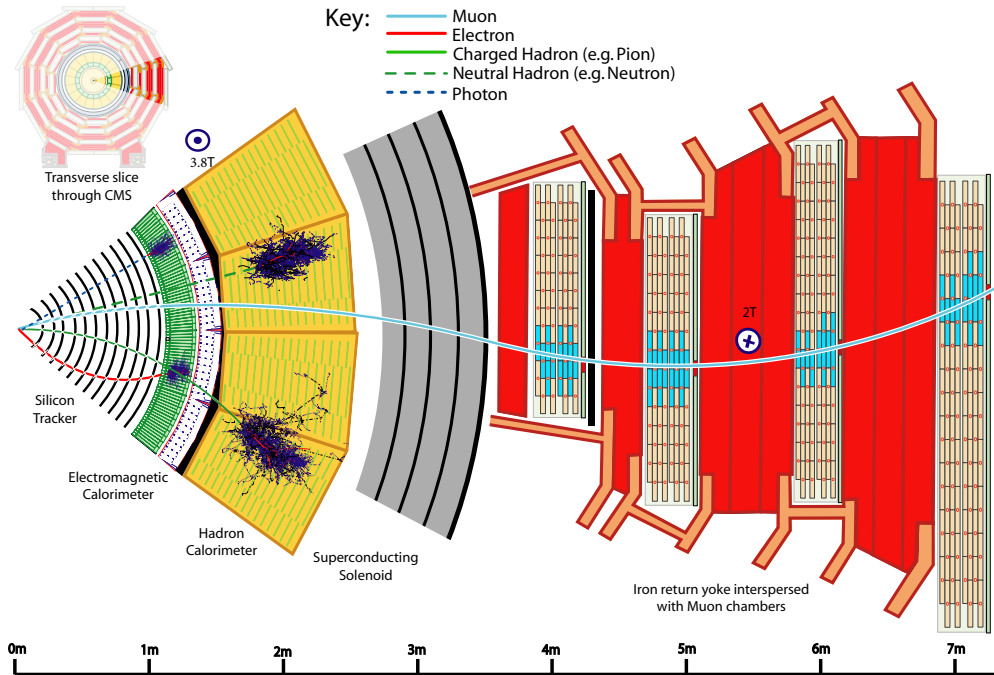 Key:
Muon
Electron
Charged Hadron (e.g. Pion)
Neutral Hadron (e.g. Neutron)
Photon
Transverse slice
through CMS
3.8T
2T
Silicon
Tracker
Electromagnetic
Calorimeter
Hadron
Calorimeter
Superconducting
Solenoid
Iron return yoke interspersed
with Muon chambers
0m 1m 2m 3m 4m 5m 6m 7m